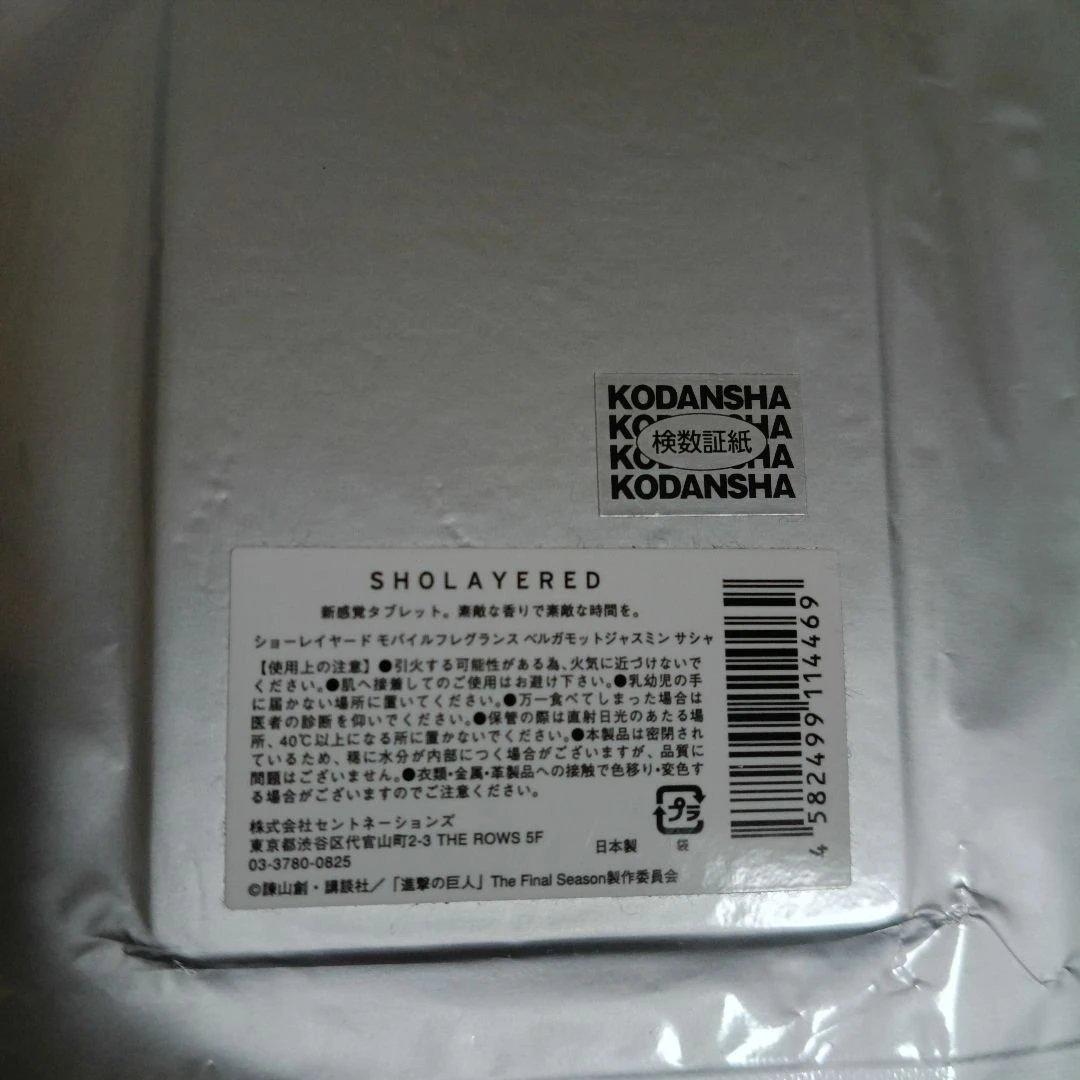 KODANSHA
検数証紙
KODANSHA
SHOLAYERED
新感覚タブレット。素敵な香りで素敵な時間を。
ショーレイヤード モバイルフレグランス ベルガモットジャスミン サシャ
【使用上の注意】●引火する可能性がある為、火気に近づけないで
ください。●肌へ接着してのご使用はお避け下さい。●乳幼児の手
に届かない場所に置いてください。●万一食べてしまった場合は
医者の診断を仰いでください。●保管の際は直射日光のあたる場
所、40℃以上になる所に置かないでください。●本製品は密閉され
ているため、稀に水分が内部につく場合がございますが、品質に
問題はございません。●衣類・金属・革製品への接触で色移り・変色す
る場合がございますのでご注意ください。
株式会社セントネーションズ
東京都渋谷区代官山町2-3 THE ROWS 5F
03-3780-0825
日本製
プラ
袋
©諫山創・講談社/「進撃の巨人」The Final Season製作委員会
4582499114469